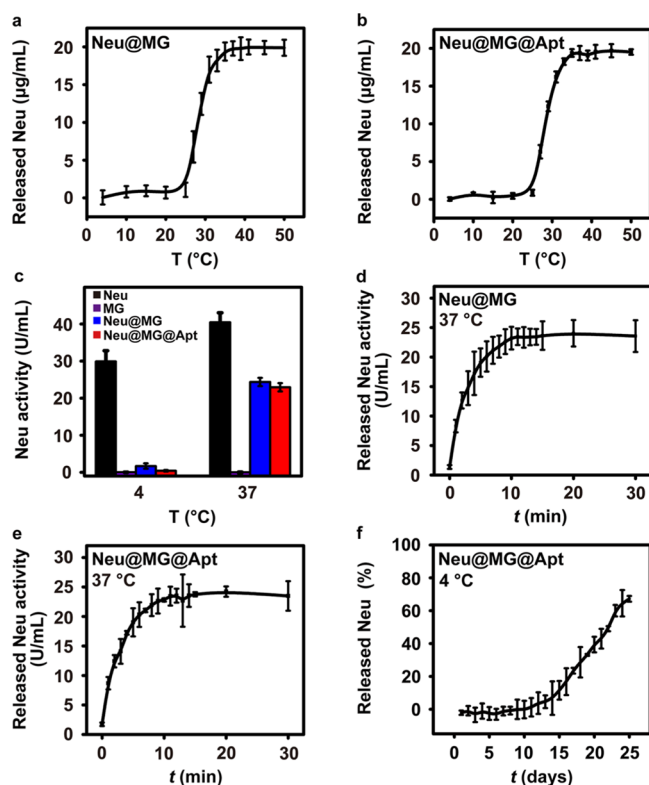 a
Neu@MG
Released Neu (µg/mL)
20
15
10
5
0
0 10 20 30 40 50
T (°C)
b
Neu@MG@Apt
Released Neu (µg/mL)
20
15
10
5
0
0 10 20 30 40 50
T (°C)
c
Neu
MG
Neu@MG
Neu@MG@Apt
Neu activity (U/mL)
40
30
20
10
0
4 37
T (°C)
d
Neu@MG
37 °C
Released Neu activity
(U/mL)
30
25
20
15
10
5
0
0 10 20 30
t (min)
e
Neu@MG@Apt
37 °C
Released Neu activity
(U/mL)
30
25
20
15
10
5
0
0 10 20 30
t (min)
f
Neu@MG@Apt
4 °C
Released Neu (%)
100
80
60
40
20
0
0 5 10 15 20 25
t (days)